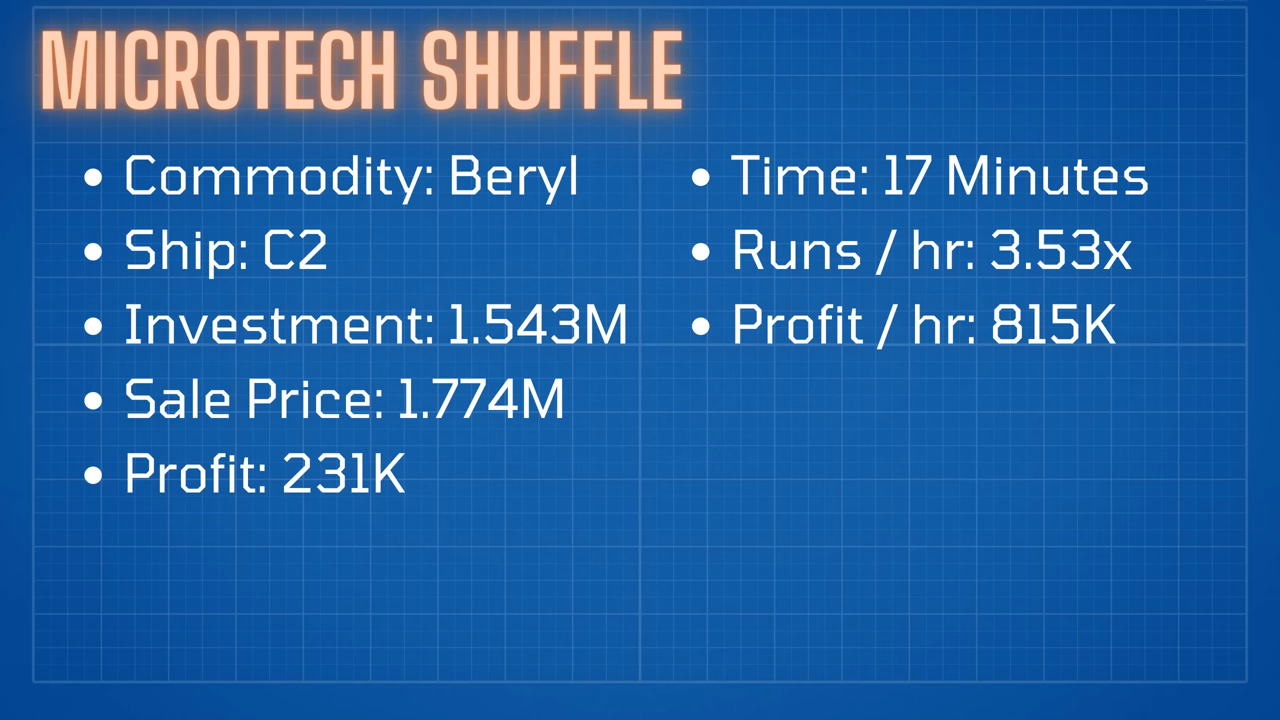 MICROTECH SHUFFLE
• Commodity: Beryl
• Ship: C2
• Investment: 1.543M
• Sale Price: 1.774M
• Profit: 231K
• Time: 17 Minutes
• Runs / hr: 3.53x
• Profit / hr: 815K